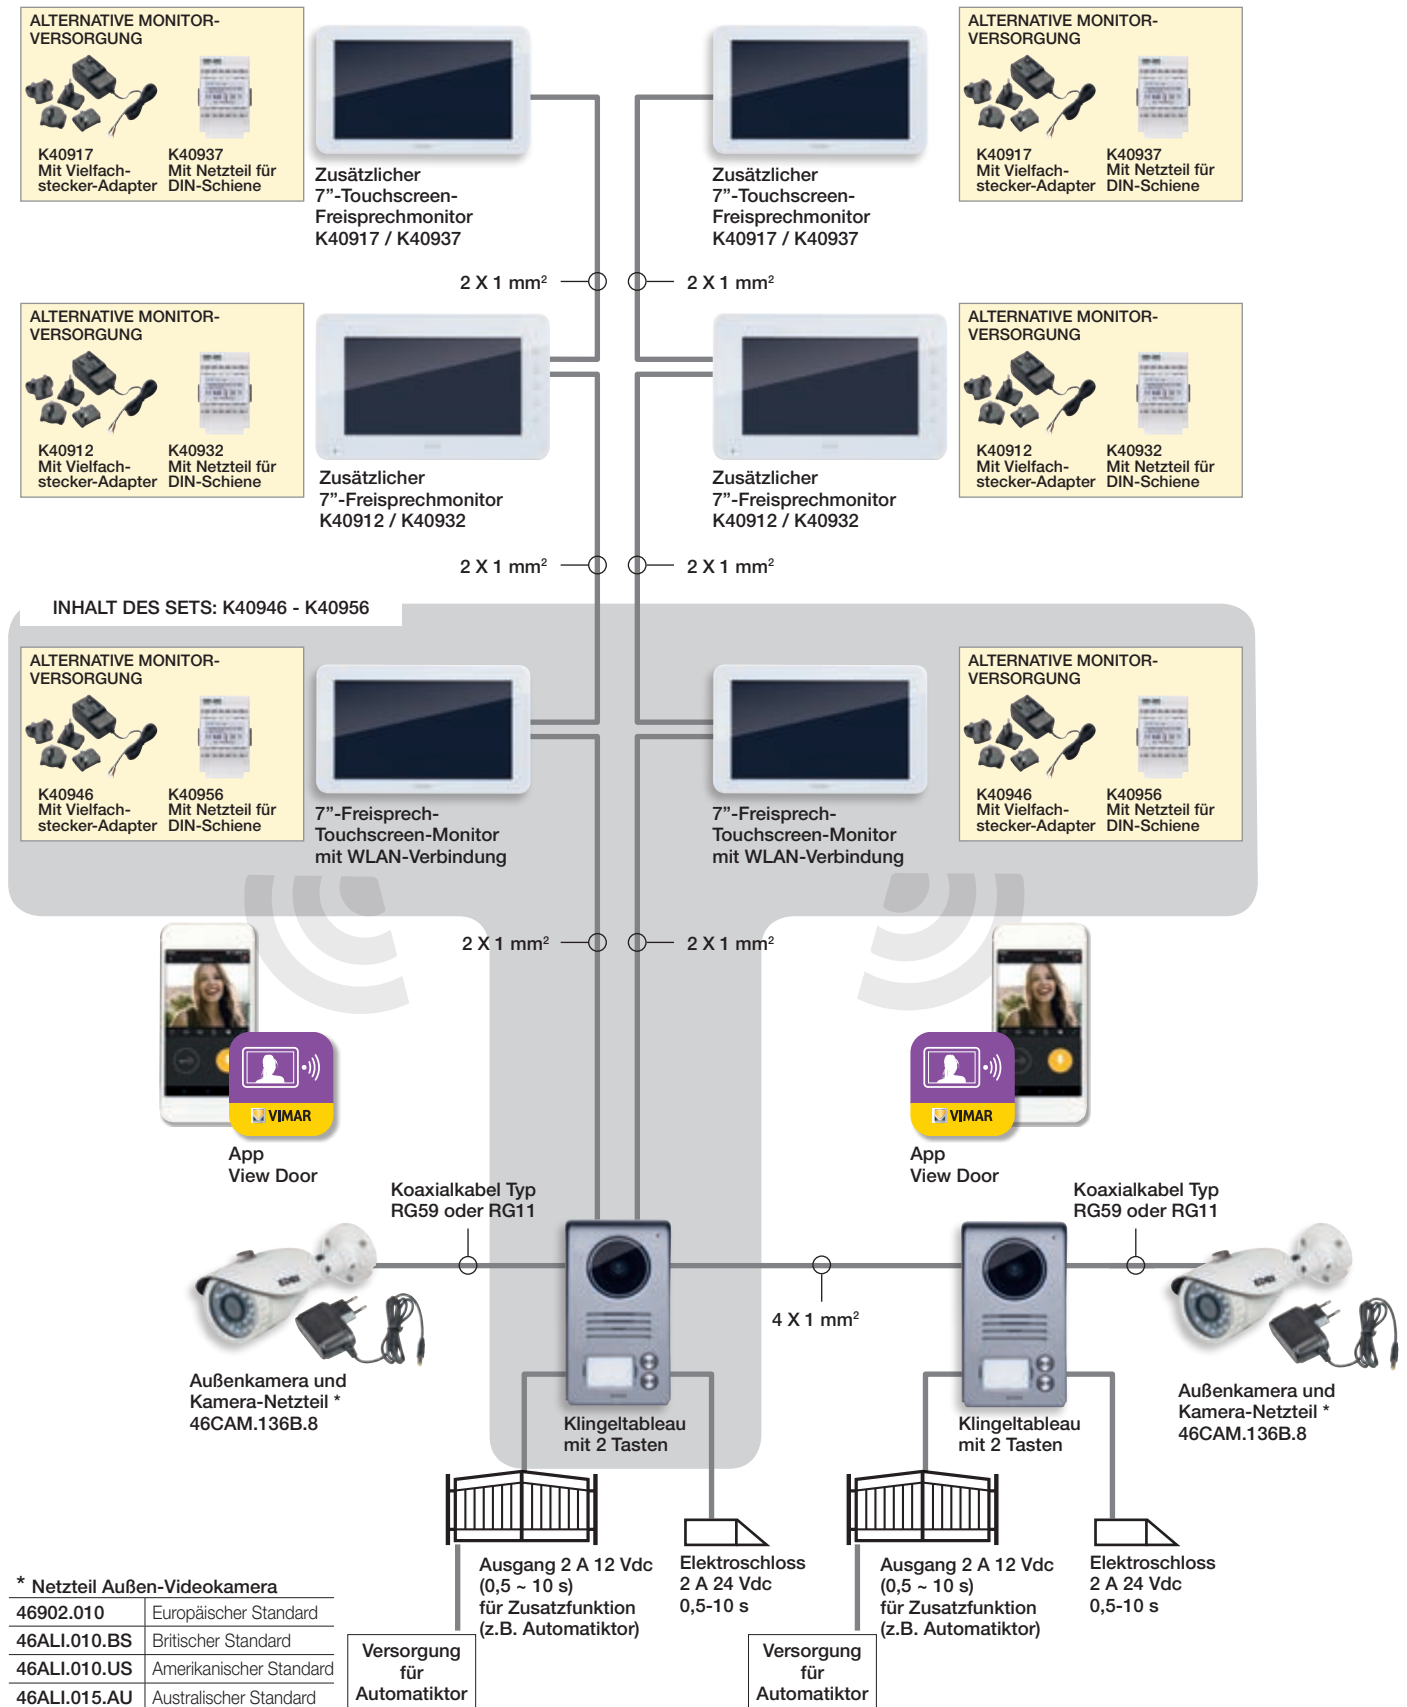 ALTERNATIVE MONITOR-
VERSORGUNG
K40917
Mit Vielfach-
stecker-Adapter
K40937
Mit Netzteil für
DIN-Schiene
Zusätzlicher
7”-Touchscreen-
Freisprechmonitor
K40917 / K40937
Zusätzlicher
7”-Touchscreen-
Freisprechmonitor
K40917 / K40937
ALTERNATIVE MONITOR-
VERSORGUNG
K40917
Mit Vielfach-
stecker-Adapter
K40937
Mit Netzteil für
DIN-Schiene
2 X 1 mm²
2 X 1 mm²
ALTERNATIVE MONITOR-
VERSORGUNG
K40912
Mit Vielfach-
stecker-Adapter
K40932
Mit Netzteil für
DIN-Schiene
Zusätzlicher
7”-Freisprechmonitor
K40912 / K40932
Zusätzlicher
7”-Freisprechmonitor
K40912 / K40932
ALTERNATIVE MONITOR-
VERSORGUNG
K40912
Mit Vielfach-
stecker-Adapter
K40932
Mit Netzteil für
DIN-Schiene
2 X 1 mm²
2 X 1 mm²
INHALT DES SETS: K40946 - K40956
ALTERNATIVE MONITOR-
VERSORGUNG
K40946
Mit Vielfach-
stecker-Adapter
K40956
Mit Netzteil für
DIN-Schiene
7”-Freisprech-
Touchscreen-Monitor
mit WLAN-Verbindung
7”-Freisprech-
Touchscreen-Monitor
mit WLAN-Verbindung
ALTERNATIVE MONITOR-
VERSORGUNG
K40946
Mit Vielfach-
stecker-Adapter
K40956
Mit Netzteil für
DIN-Schiene
2 X 1 mm²
2 X 1 mm²
VIMAR
App
View Door
VIMAR
App
View Door
Koaxialkabel Typ
RG59 oder RG11
Koaxialkabel Typ
RG59 oder RG11
4 X 1 mm²
Außenkamera und
Kamera-Netzteil *
46CAM.136B.8
Klingeltableau
mit 2 Tasten
Klingeltableau
mit 2 Tasten
Außenkamera und
Kamera-Netzteil *
46CAM.136B.8
Ausgang 2 A 12 Vdc
(0,5 ~ 10 s)
für Zusatzfunktion
(z.B. Automatiktor)
Elektroschloss
2 A 24 Vdc
0,5-10 s
Ausgang 2 A 12 Vdc
(0,5 ~ 10 s)
für Zusatzfunktion
(z.B. Automatiktor)
Elektroschloss
2 A 24 Vdc
0,5-10 s
Versorgung
für
Automatiktor
Versorgung
für
Automatiktor
* Netzteil Außen-Videokamera
46902.010 Europäischer Standard
46ALI.010.BS Britischer Standard
46ALI.010.US Amerikanischer Standard
46ALI.015.AU Australischer Standard